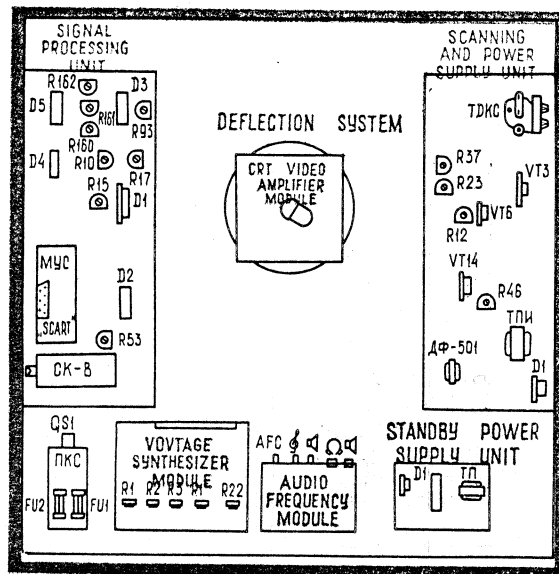 SIGNAL
PROCESSING
UNIT
R162
D3
D5
R161
R93
R160
D4
R10
R17
R15
D1
МУС
„SCART”
D2
R53
СК-В
DEFLECTION SYSTEM
CRT VIDEO
AMPLIFIER
MODULE
SCANNING
AND POWER
SUPPLY UNIT
ТДКС
R37
R23
VT3
VT6
R12
VT14
R46
ТПИ
ДФ-501
D1
QS1
ПКС
FU2
FU1
VOVTAGE
SYNTHESIZER
MODULE
R1 R2 R3 R1 R22
AFC
AUDIO
FREQUENCY
MODULE
STANDBY POWER
SUPPLY UNIT
D1
ТП